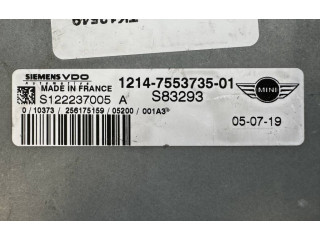 SIEMENS VDO
Automotive
MADE IN FRANCE
1214-7553735-01
S122237005 A S83293
MINI
0 / 10373 / 256175159 / 05200 / 001A3
05-07-19